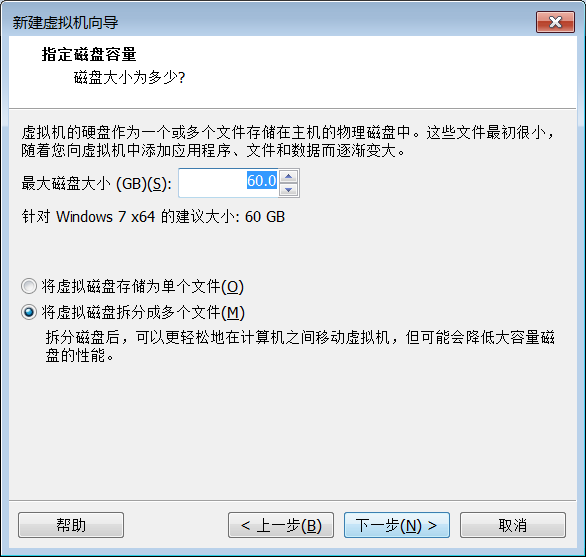 新建虚拟机向导
指定磁盘容量
磁盘大小为多少?
虚拟机的硬盘作为一个或多个文件存储在主机的物理磁盘中。这些文件最初很小，
随着您向虚拟机中添加应用程序、文件和数据而逐渐变大。
最大磁盘大小 (GB)(S): 60.0
针对 Windows 7 x64 的建议大小: 60 GB
将虚拟磁盘存储为单个文件(O)
将虚拟磁盘拆分成多个文件(M)
拆分磁盘后，可以更轻松地在计算机之间移动虚拟机，但可能会降低大容量磁
盘的性能。
帮助 < 上一步(B) 下一步(N) > 取消